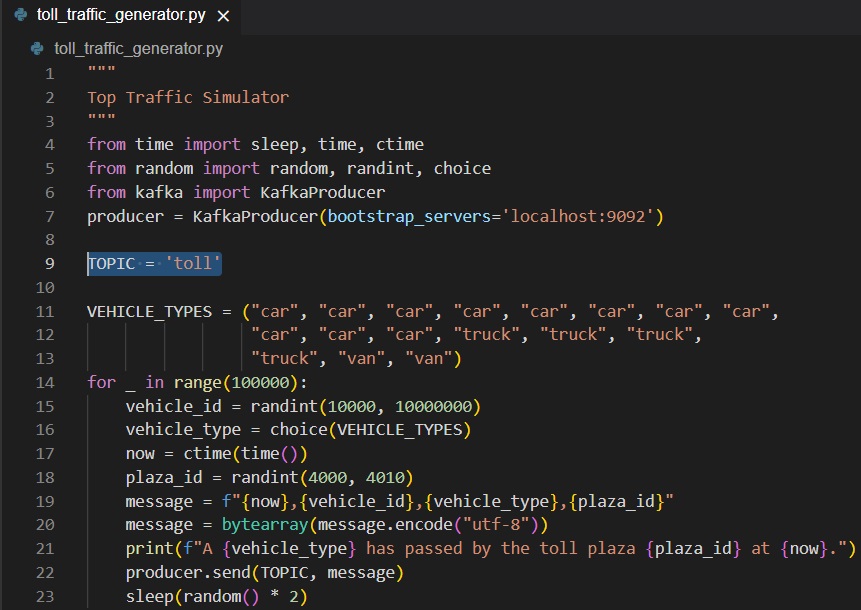 toll_traffic_generator.py
toll_traffic_generator.py
1 """
2 Top Traffic Simulator
3 """
4 from time import sleep, time, ctime
5 from random import random, randint, choice
6 from kafka import KafkaProducer
7 producer = KafkaProducer(bootstrap_servers='localhost:9092')
8
9 TOPIC = 'toll'
10
11 VEHICLE_TYPES = ("car", "car", "car", "car", "car", "car", "car", "car",
12 "car", "car", "car", "truck", "truck", "truck",
13 "truck", "van", "van")
14 for _ in range(100000):
15 vehicle_id = randint(10000, 10000000)
16 vehicle_type = choice(VEHICLE_TYPES)
17 now = ctime(time())
18 plaza_id = randint(4000, 4010)
19 message = f"{now},{vehicle_id},{vehicle_type},{plaza_id}"
20 message = bytearray(message.encode("utf-8"))
21 print(f"A {vehicle_type} has passed by the toll plaza {plaza_id} at {now}.")
22 producer.send(TOPIC, message)
23 sleep(random() * 2)